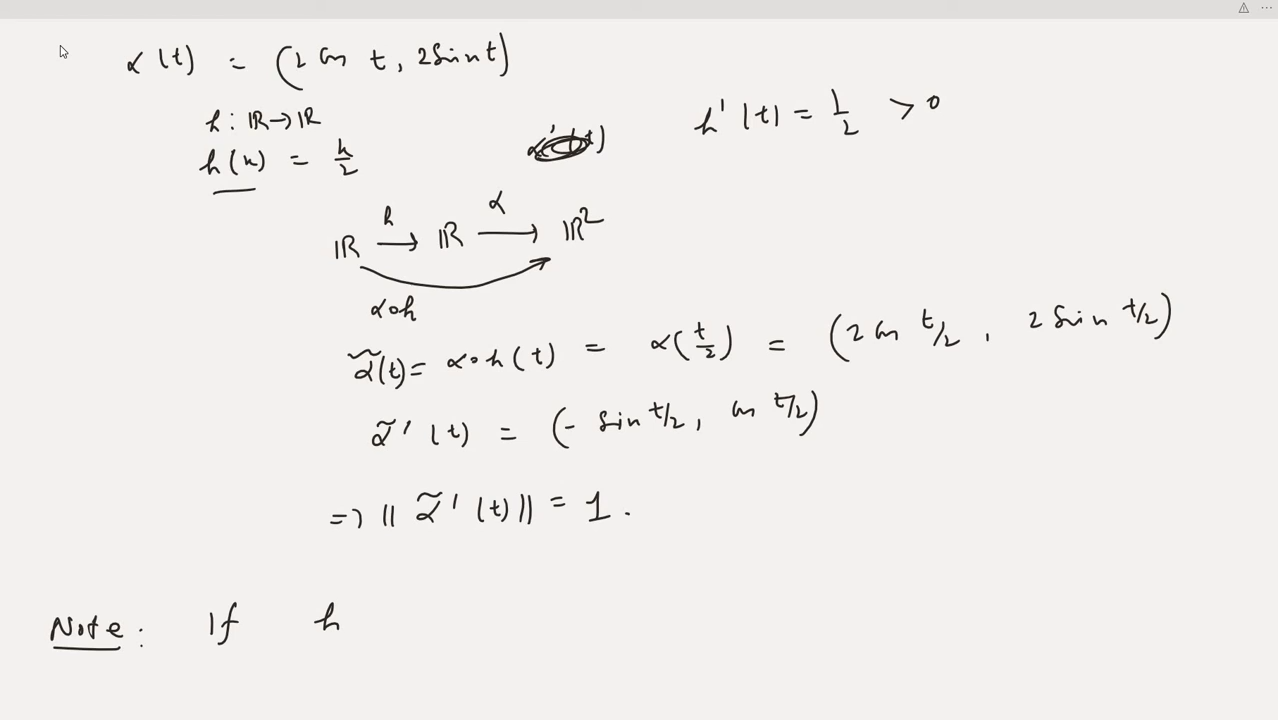 α(t) = (2 cos t, 2 sin t)
h : ℝ → ℝ
h'(t) = 1/2 > 0
h(x) = x/2
ℝ →(h) ℝ →(α) ℝ²
α∘h
α̃(t) = α∘h(t) = α(t/2) = (2 cos t/2, 2 sin t/2)
α̃'(t) = (- sin t/2, cos t/2)
=> || α̃'(t) || = 1.
Note: If h